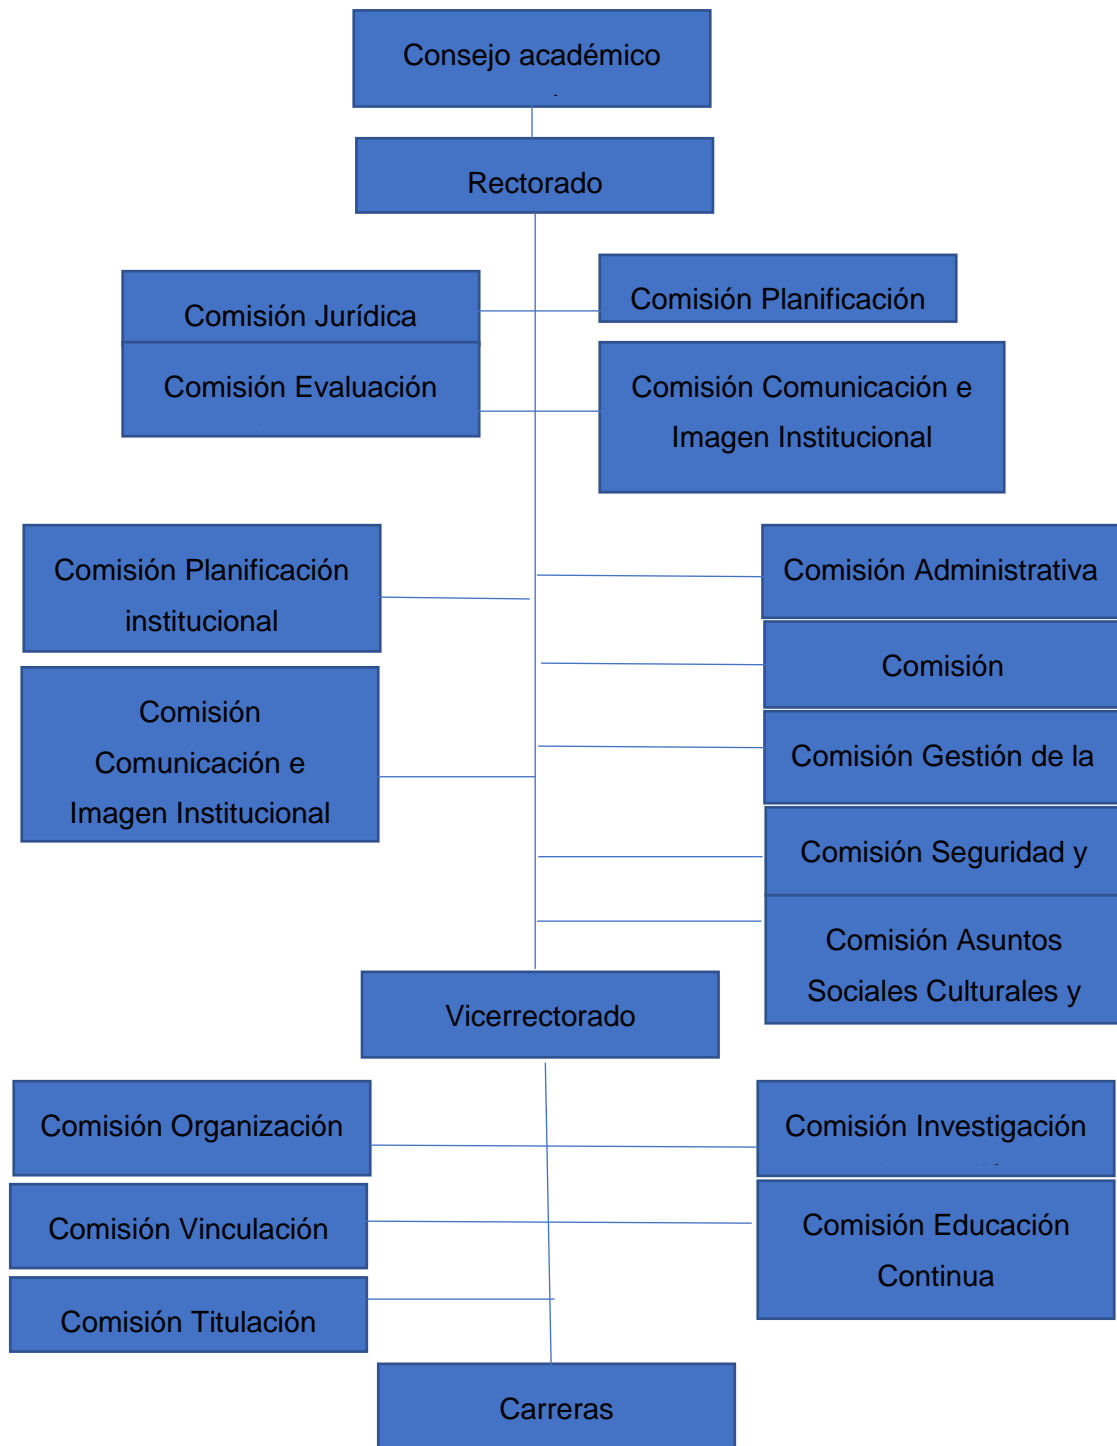 Consejo académico
Rectorado
Comisión Jurídica
Comisión Planificación
Comisión Evaluación
Comisión Comunicación e
Imagen Institucional
Comisión Planificación
institucional
Comisión
Comunicación e
Imagen Institucional
Comisión Administrativa
Comisión
Comisión Gestión de la
Comisión Seguridad y
Comisión Asuntos
Sociales Culturales y
Vicerrectorado
Comisión Organización
Comisión Investigación
Comisión Vinculación
Comisión Educación
Continua
Comisión Titulación
Carreras